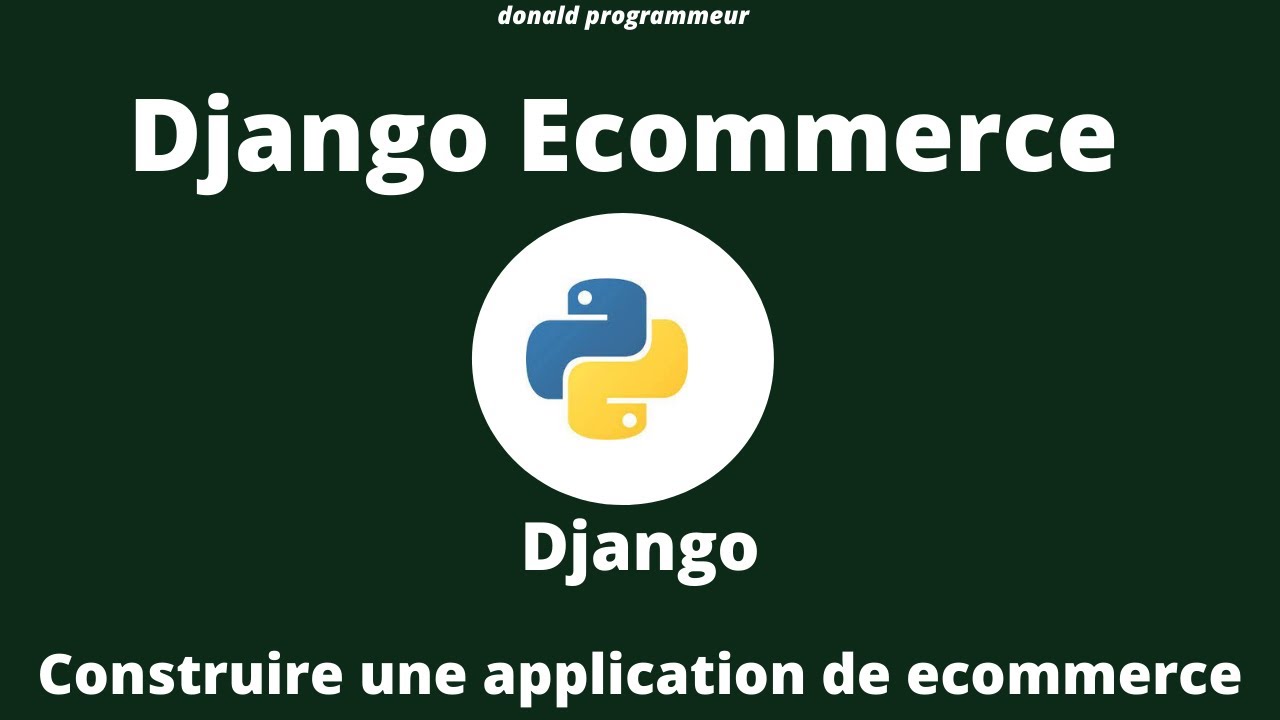 donald programmeur
Django Ecommerce
Django
Construire une application de ecommerce